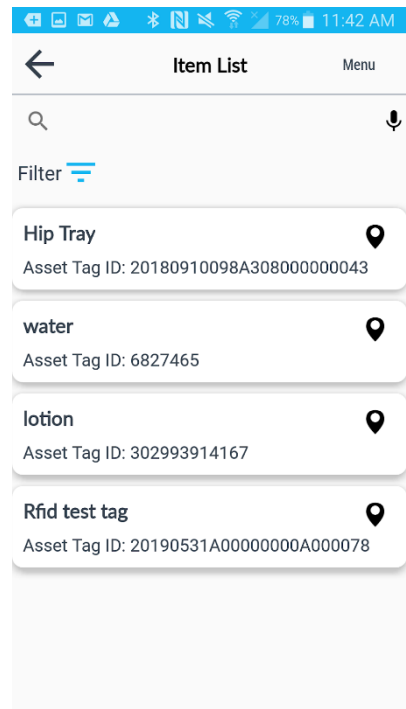 78% 11:42 AM
Item List Menu
Filter
Hip Tray
Asset Tag ID: 20180910098A308000000043
water
Asset Tag ID: 6827465
lotion
Asset Tag ID: 302993914167
Rfid test tag
Asset Tag ID: 20190531A00000000A000078